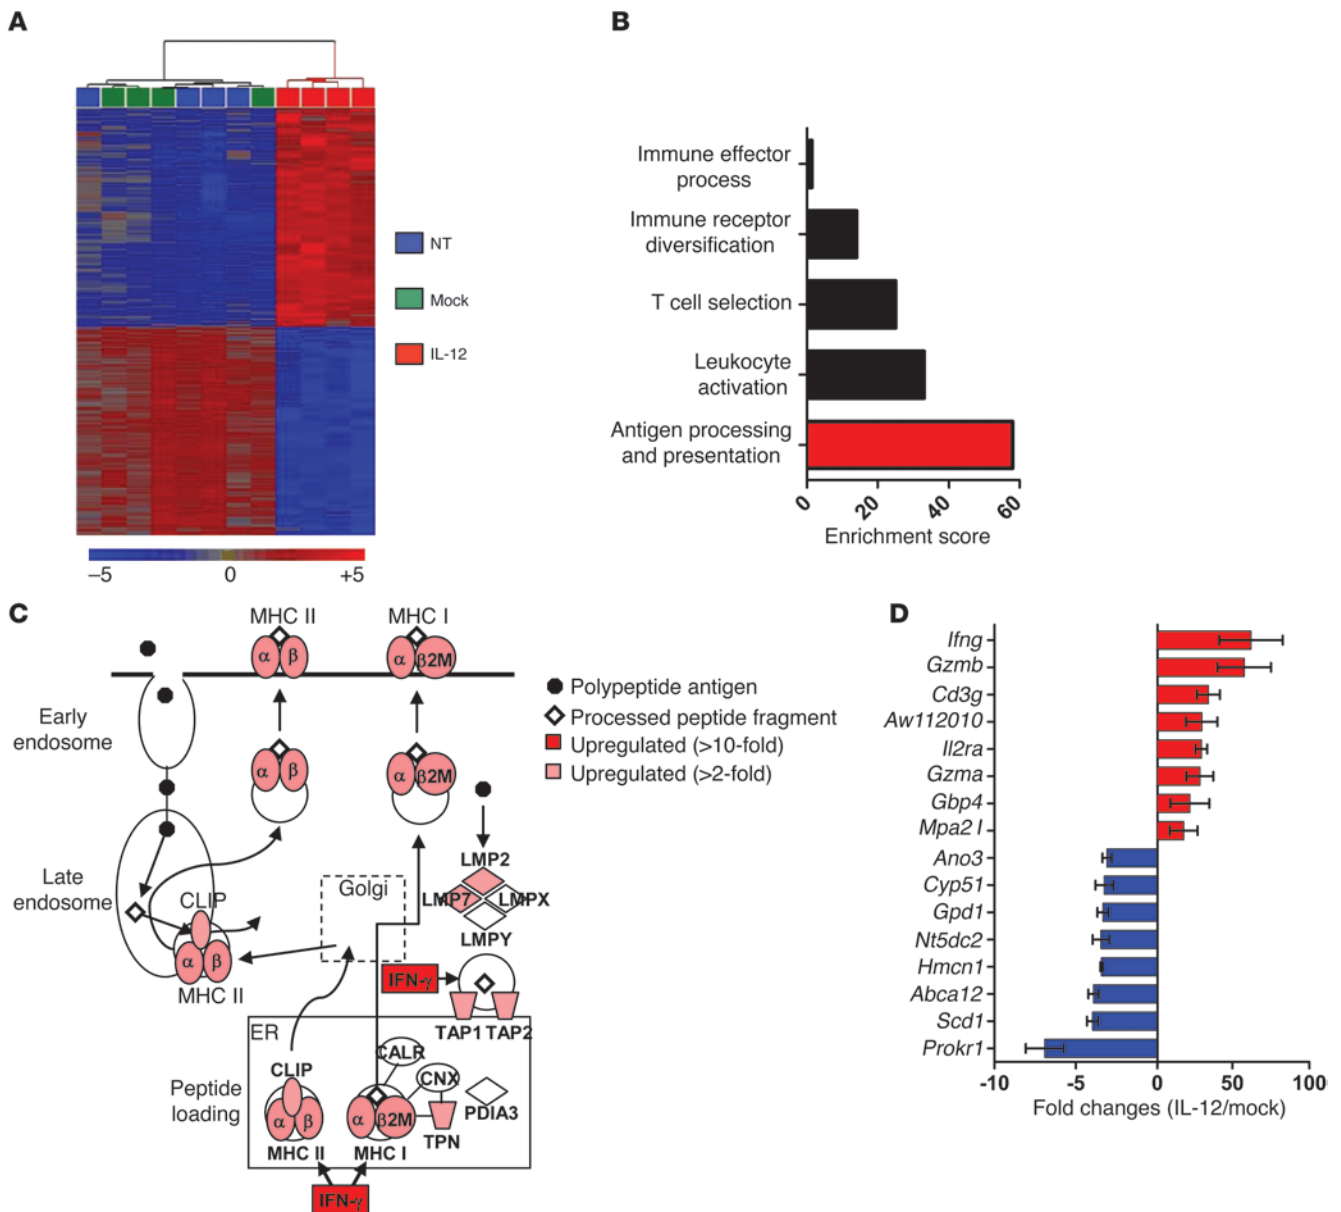 A
NT
Mock
IL-12
–5
0
+5
B
Immune effector
process
Immune receptor
diversification
T cell selection
Leukocyte
activation
Antigen processing
and presentation
0
20
40
60
Enrichment score
C
MHC II
MHC I
α
β
α
β2M
Early
endosome
α
β
α
β2M
Polypeptide antigen
Processed peptide fragment
Upregulated (>10-fold)
Upregulated (>2-fold)
Late
endosome
CLIP
α
β
MHC II
Golgi
LMP2
LMP7
LMPX
LMPY
IFN-γ
TAP1 TAP2
ER
Peptide
loading
CLIP
α
β
MHC II
CALR
CNX
α
β2M
MHC I
TPN
PDIA3
IFN-γ
D
Ifng
Gzmb
Cd3g
Aw112010
Il2ra
Gzma
Gbp4
Mpa2 l
Ano3
Cyp51
Gpd1
Nt5dc2
Hmcn1
Abca12
Scd1
Prokr1
-10
-5
0
50
100
Fold changes (IL-12/mock)